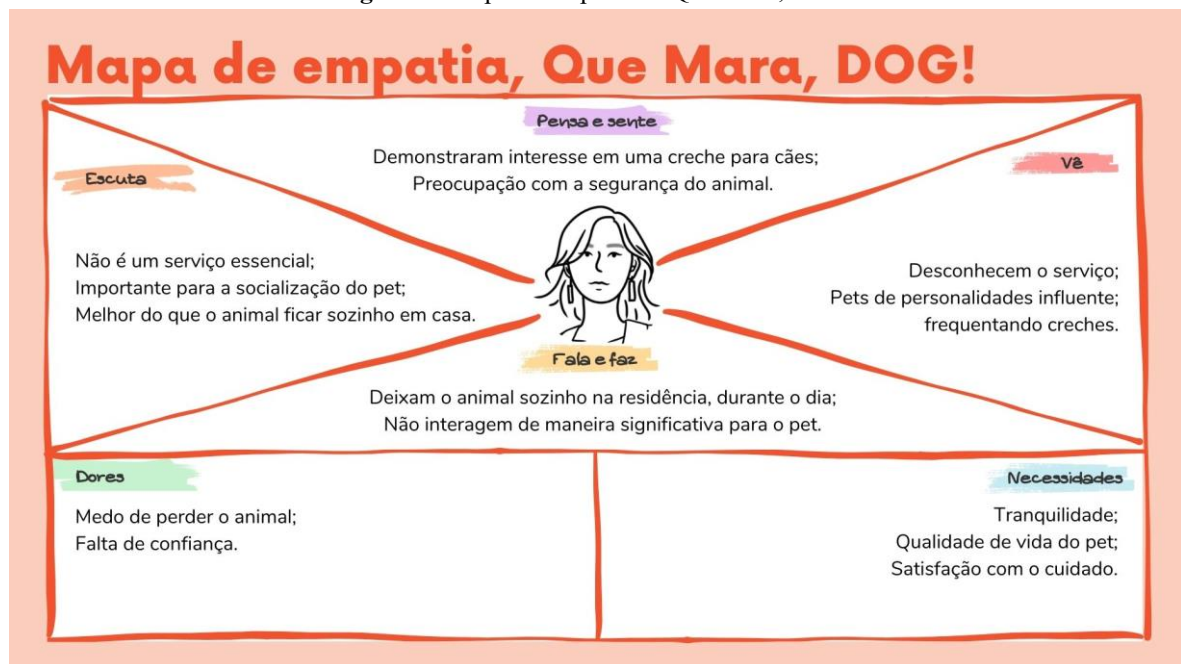 Mapa de empatia, Que Mara, DOG!
Pensa e sente
Demonstraram interesse em uma creche para cães;
Preocupação com a segurança do animal.
Escuta
Não é um serviço essencial;
Importante para a socialização do pet;
Melhor do que o animal ficar sozinho em casa.
Vê
Desconhecem o serviço;
Pets de personalidades influente;
frequentando creches.
Fala e faz
Deixam o animal sozinho na residência, durante o dia;
Não interagem de maneira significativa para o pet.
Dores
Medo de perder o animal;
Falta de confiança.
Necessidades
Tranquilidade;
Qualidade de vida do pet;
Satisfação com o cuidado.